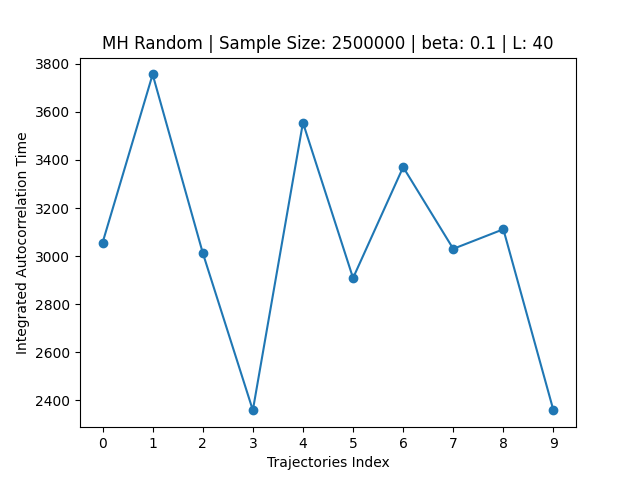 MH Random | Sample Size: 2500000 | beta: 0.1 | L: 40
3800
3600
3400
3200
3000
2800
2600
2400
Integrated Autocorrelation Time
0 1 2 3 4 5 6 7 8 9
Trajectories Index